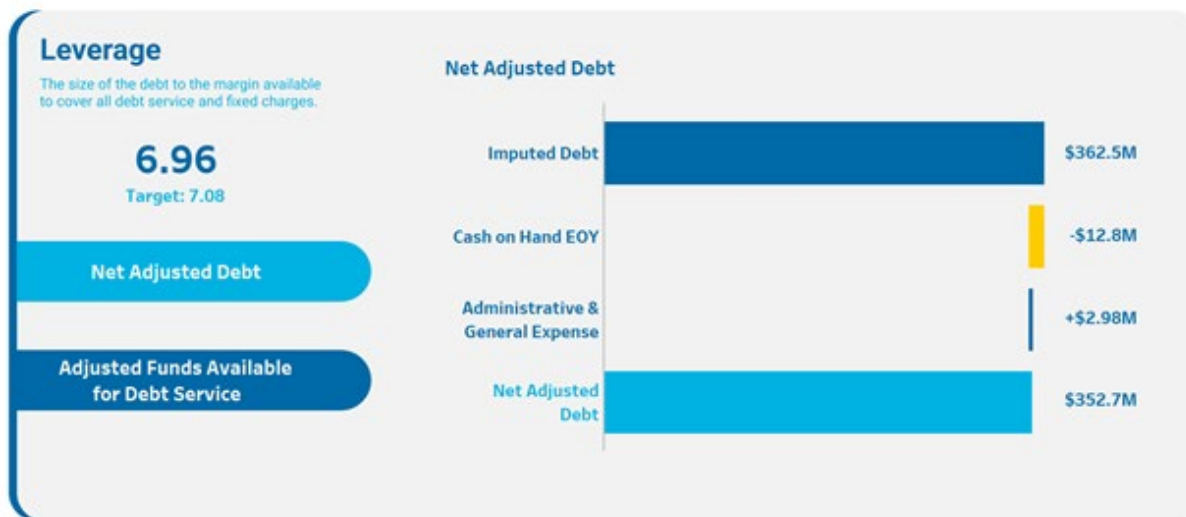 Leverage
The size of the debt to the margin available
to cover all debt service and fixed charges.
6.96
Target: 7.08
Net Adjusted Debt
Adjusted Funds Available
for Debt Service
Net Adjusted Debt
Imputed Debt
$362.5M
Cash on Hand EOY
-$12.8M
Administrative &
General Expense
+$2.98M
Net Adjusted
Debt
$352.7M